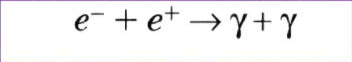 e⁻ + e⁺ → γ + γ